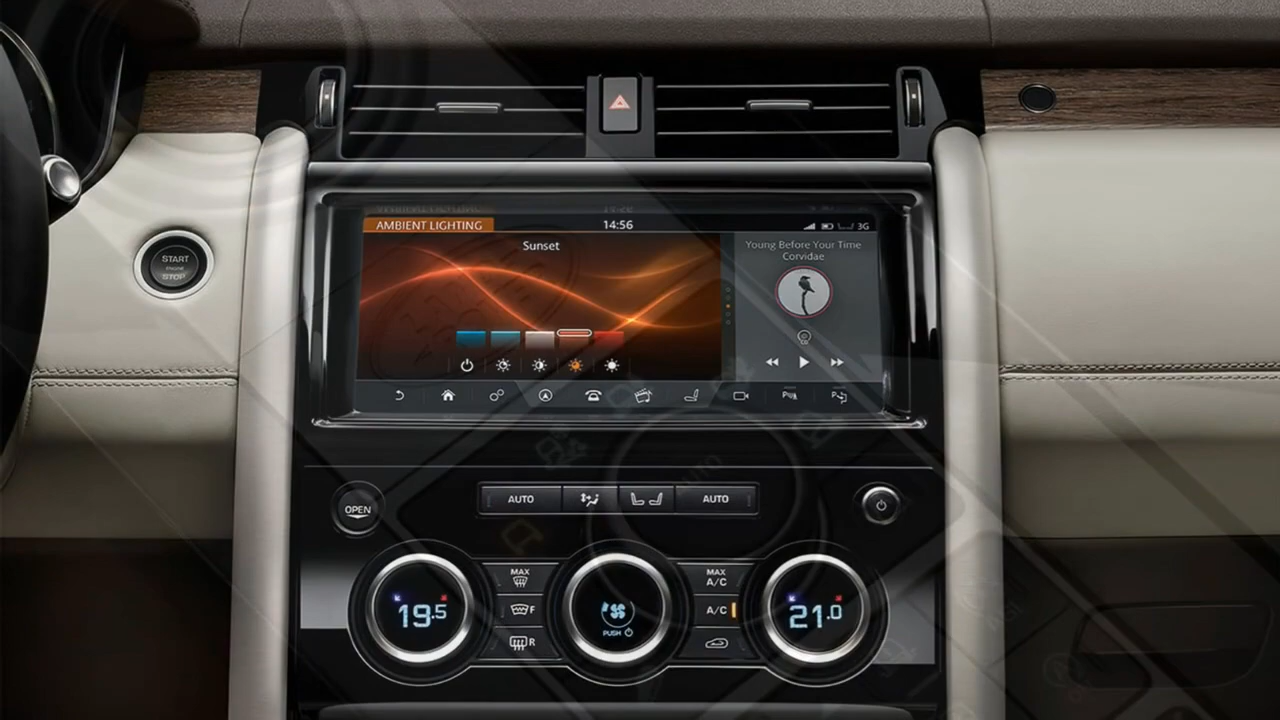 AMBIENT LIGHTING
14:56
3G
Sunset
Young Before Your Time
Corvidae
START
ENGINE
STOP
OPEN
AUTO
AUTO
MAX
MAX
A/C
19.5
F
A/C
21.0
PUSH
R